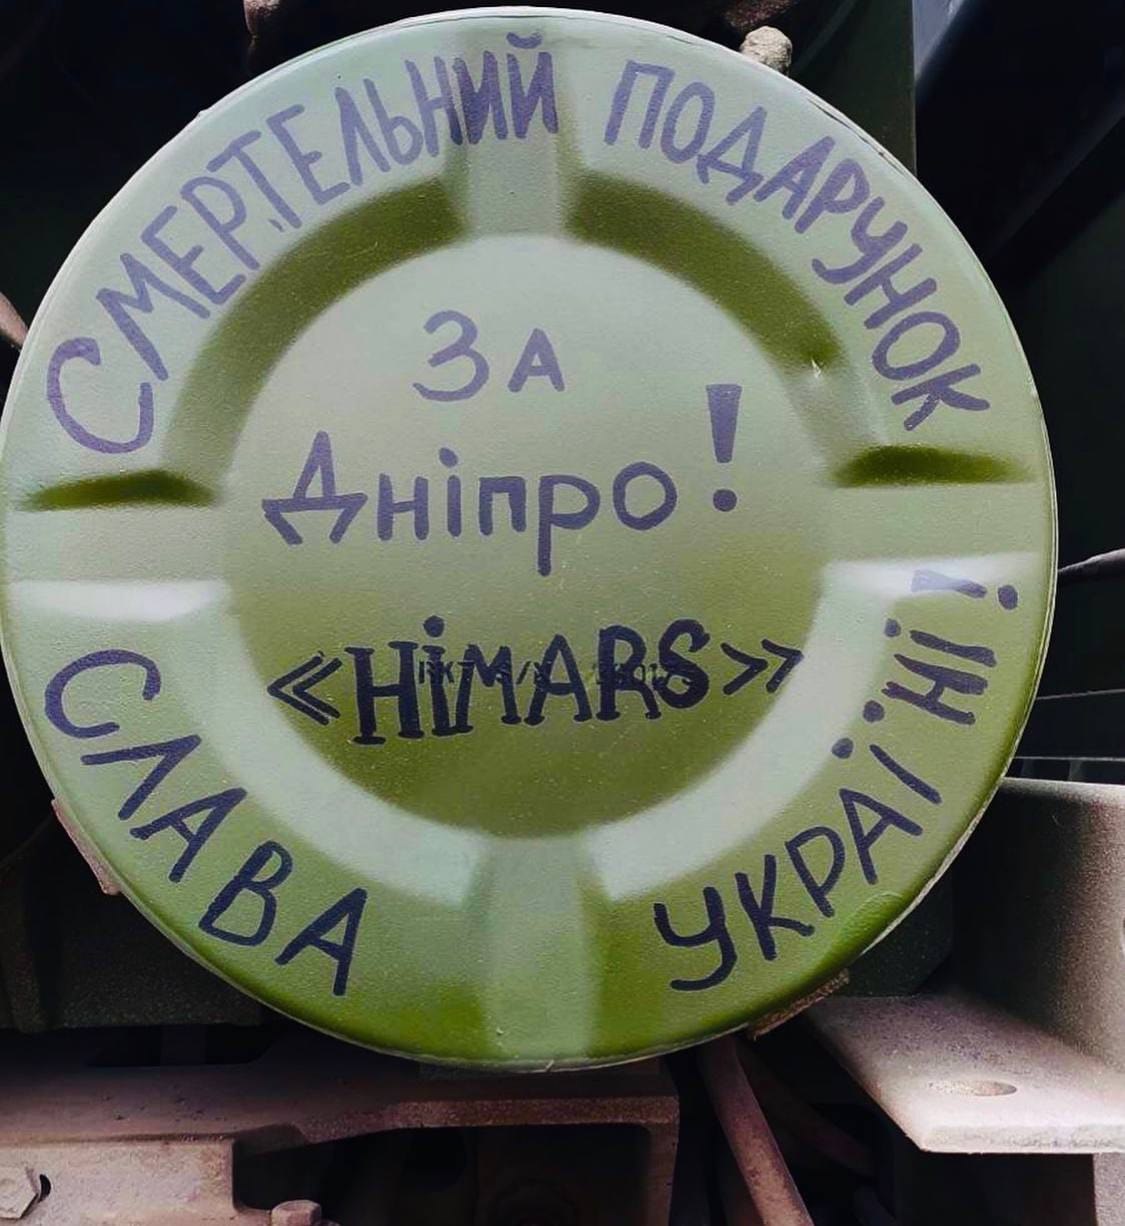 СМЕРТЕЛЬНИЙ ПОДАРУНОК
ЗА
Дніпро!
«HiMARS»
СЛАВА УКРАЇНІ!